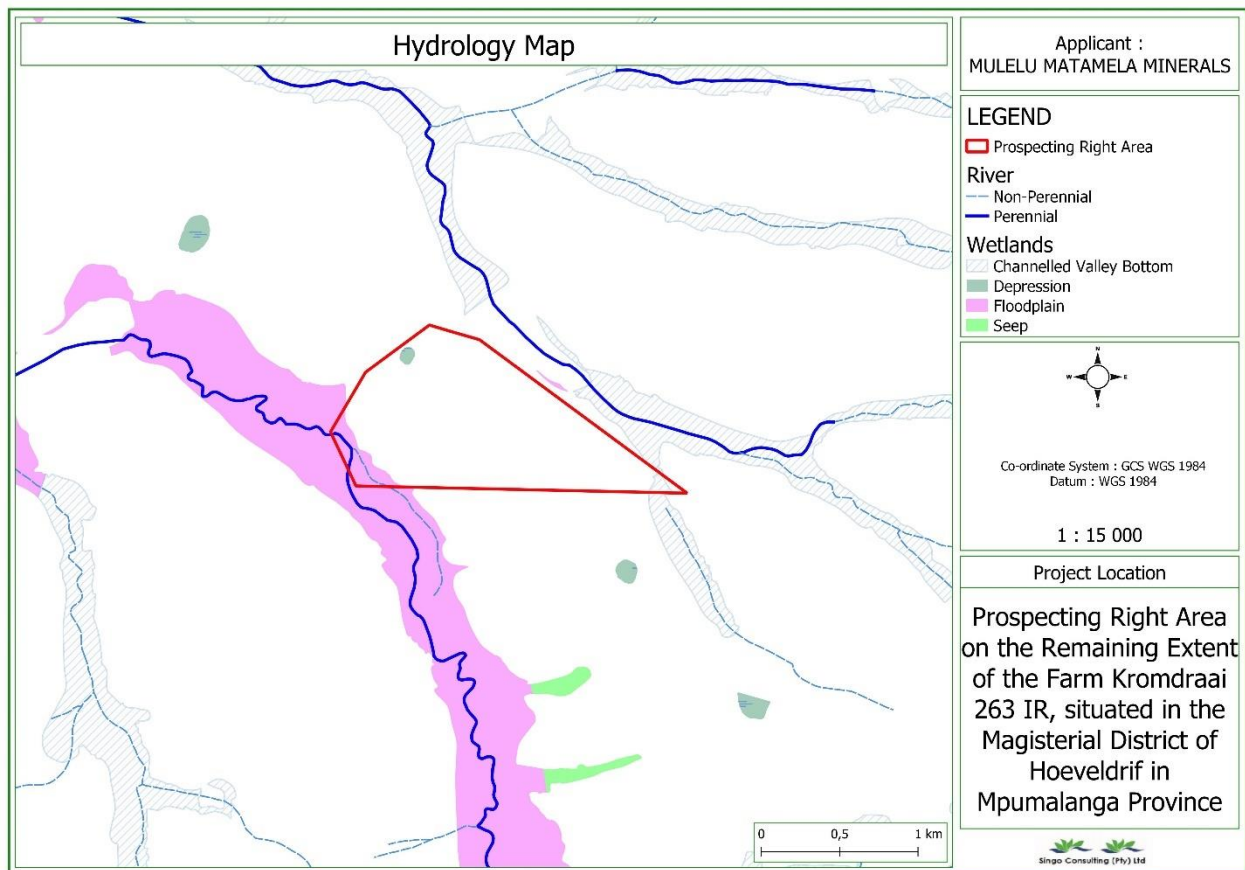 Hydrology Map
Applicant :
MULELU MATAMELA MINERALS
LEGEND
Prospecting Right Area
River
Non-Perennial
Perennial
Wetlands
Channelled Valley Bottom
Depression
Floodplain
Seep
N
W E
S
Co-ordinate System : GCS WGS 1984
Datum : WGS 1984
1 : 15 000
Project Location
Prospecting Right Area
on the Remaining Extent
of the Farm Kromdraai
263 IR, situated in the
Magisterial District of
Hoeveldrif in
Mpumalanga Province
0 0,5 1 km
Singo Consulting (Pty) Ltd